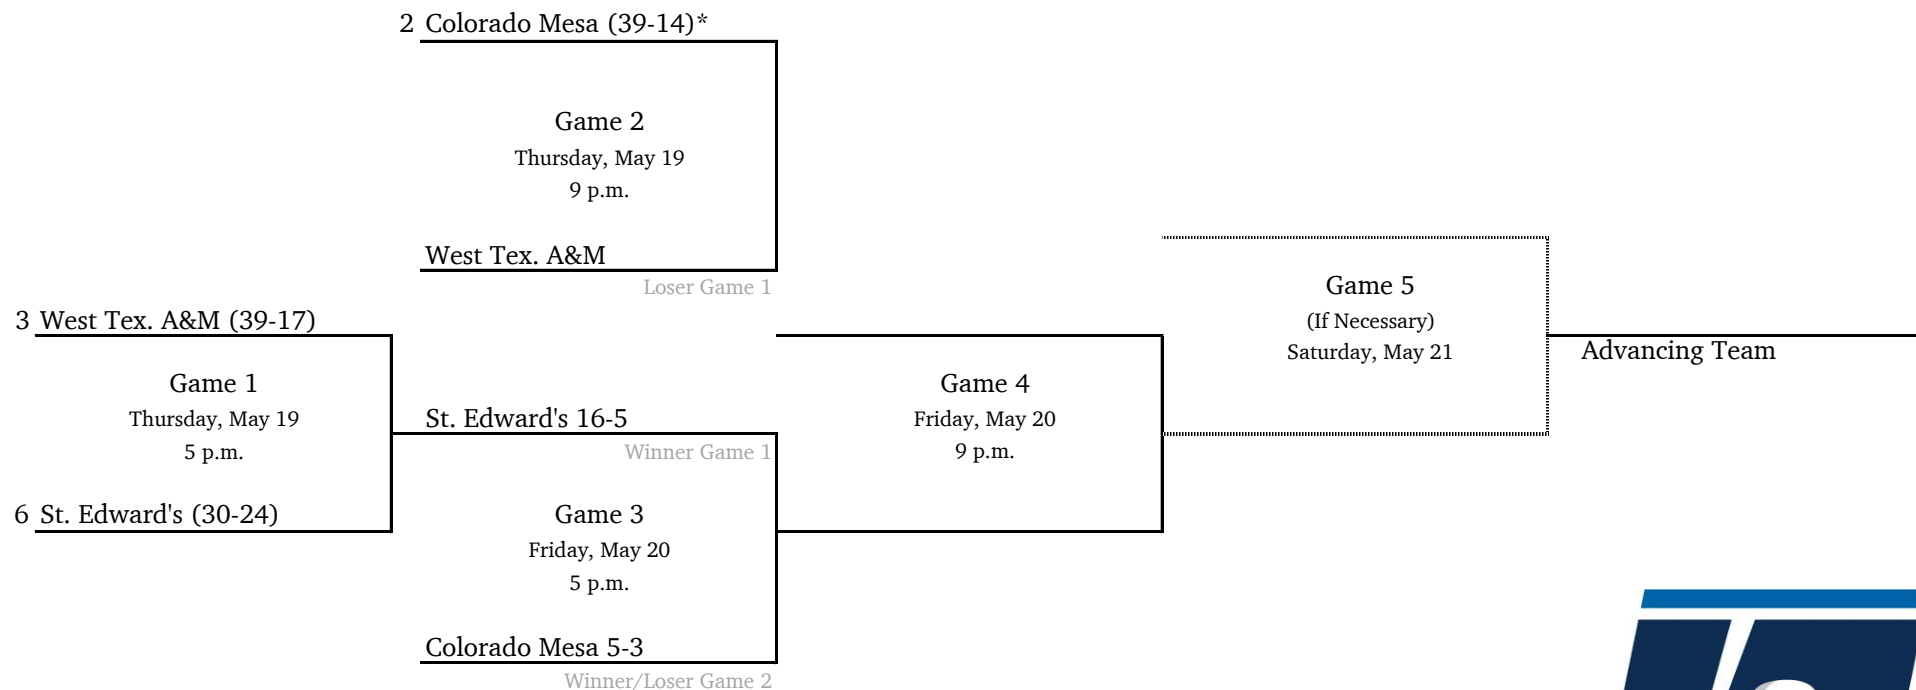 2 Colorado Mesa (39-14)*
Game 2
Thursday, May 19
9 p.m.
West Tex. A&M
Loser Game 1
3 West Tex. A&M (39-17)
Game 1
Thursday, May 19
5 p.m.
6 St. Edward's (30-24)
St. Edward's 16-5
Winner Game 1
Game 3
Friday, May 20
5 p.m.
Colorado Mesa 5-3
Winner/Loser Game 2
Game 4
Friday, May 20
9 p.m.
Game 5
(If Necessary)
Saturday, May 21
Advancing Team